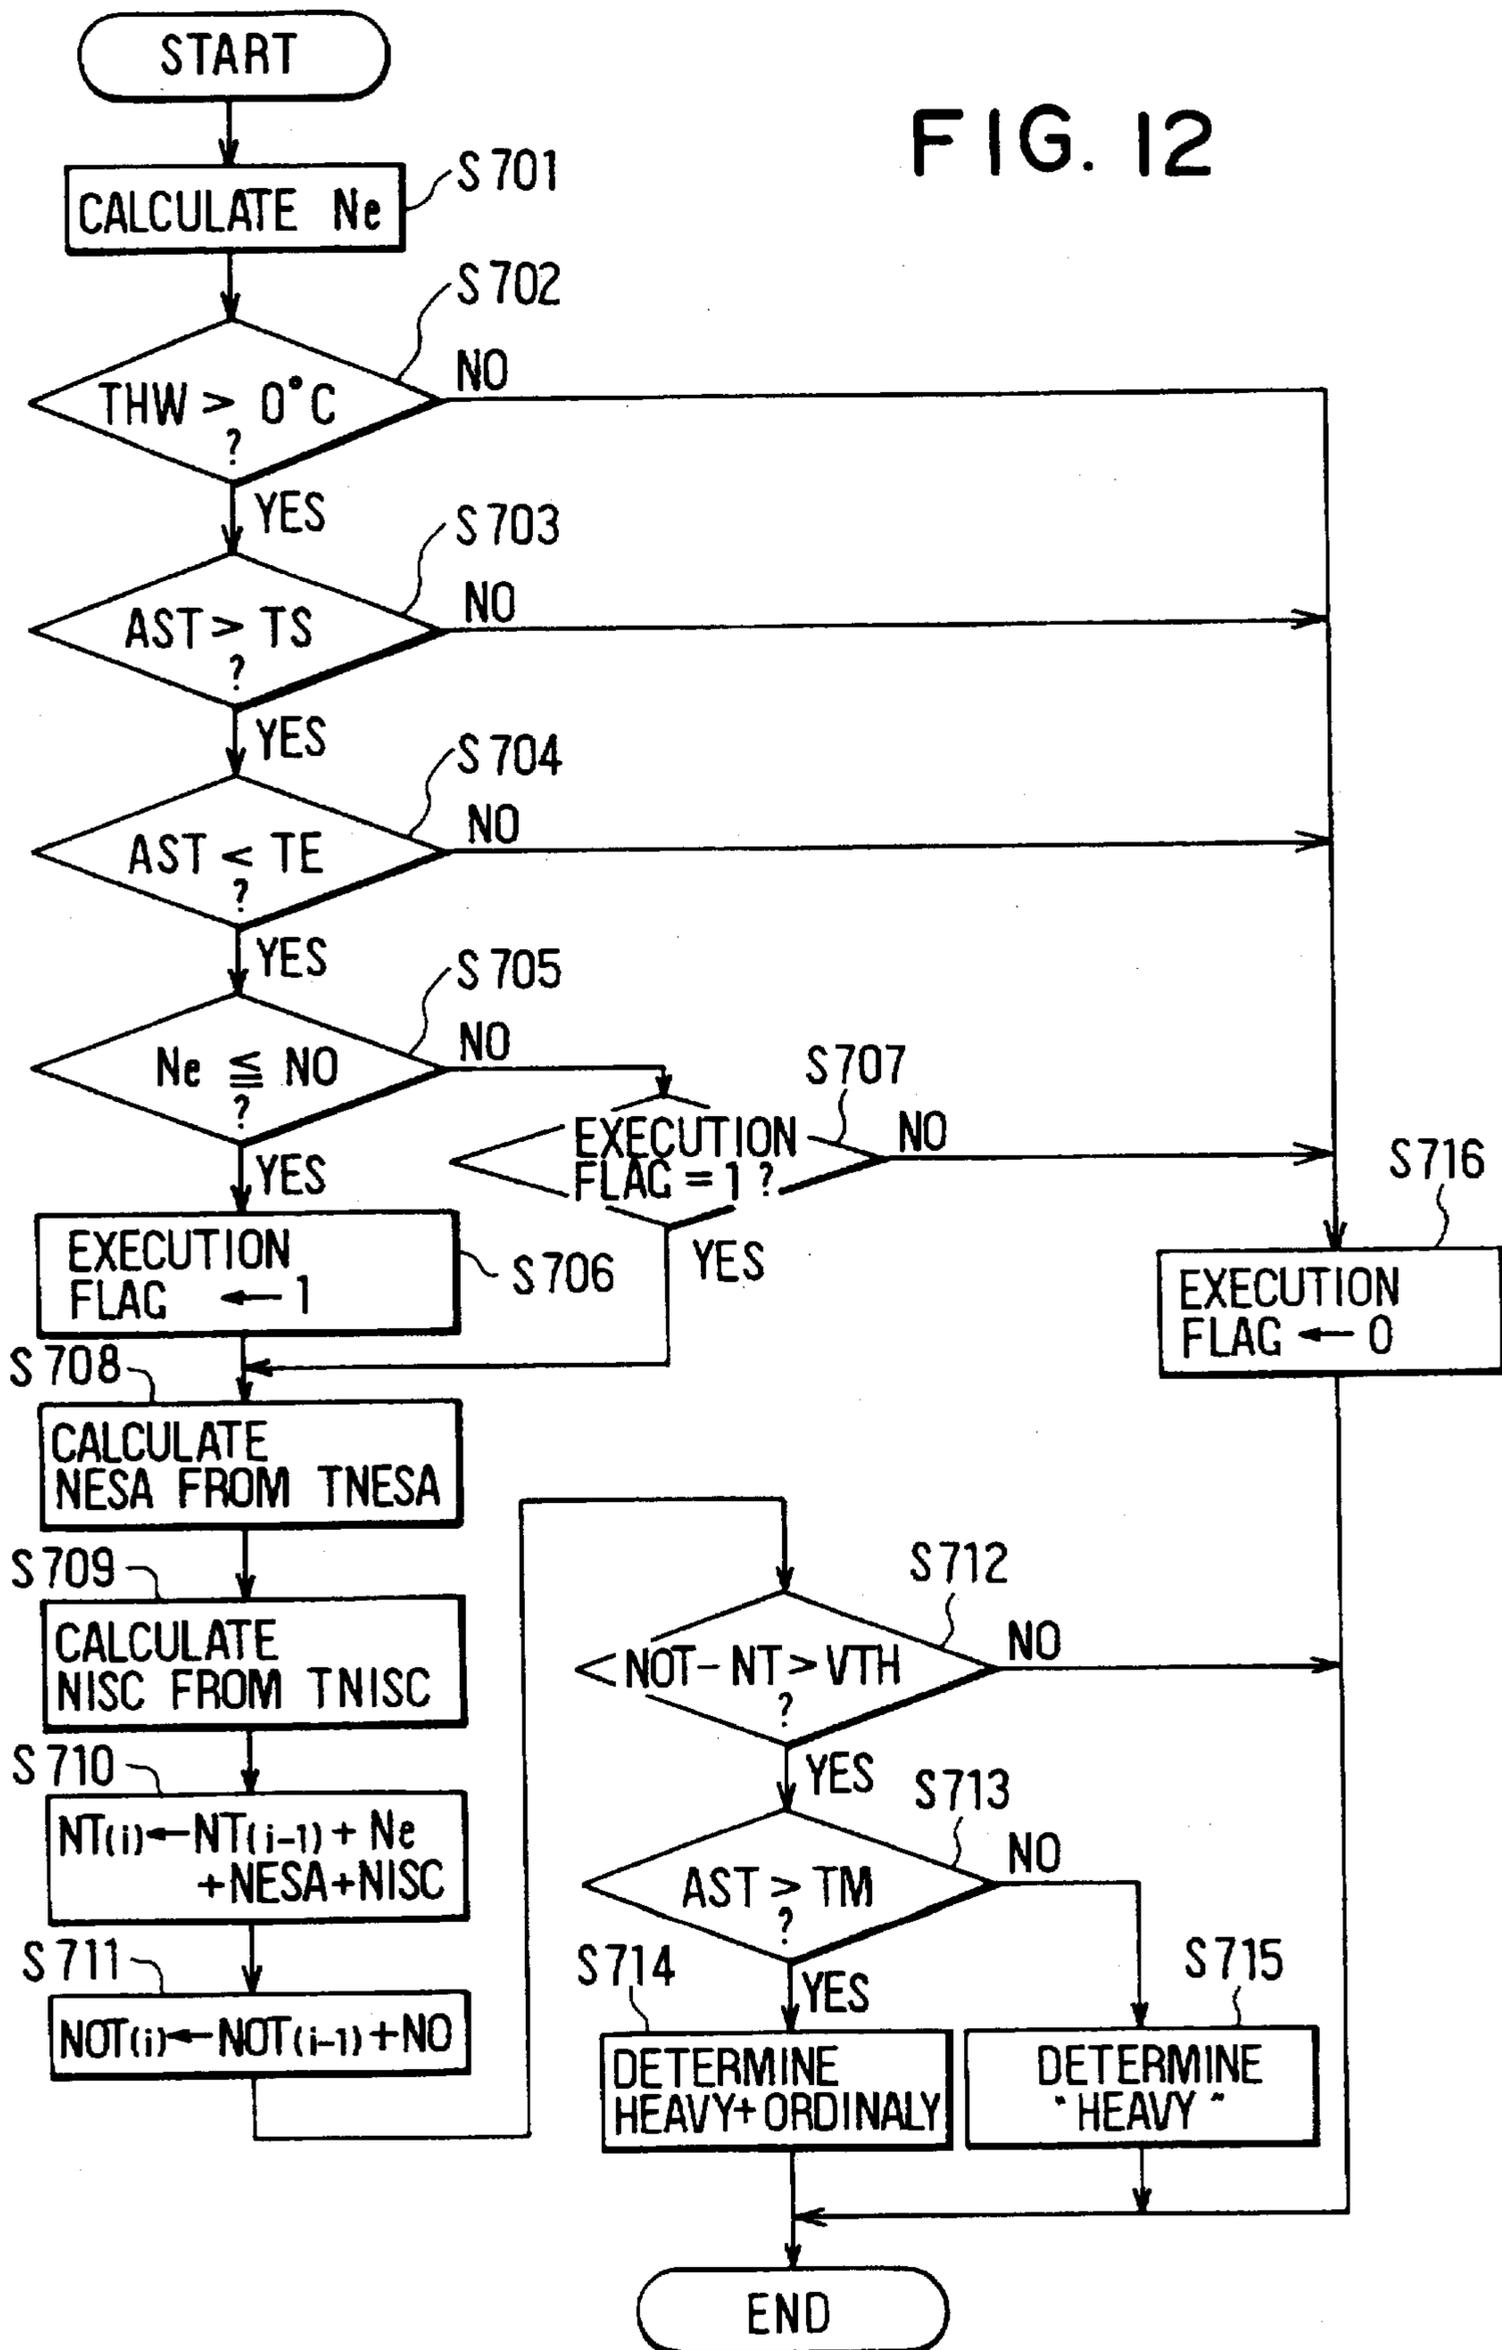 START
FIG. 12
S701
CALCULATE Ne
S702
THW > 0°C
?
NO
YES
S703
AST > TS
?
NO
YES
S704
AST < TE
?
NO
YES
S705
Ne ≦ NO
?
NO
YES
S707
EXECUTION
FLAG = 1 ?
NO
YES
EXECUTION
FLAG ← 1
S706
S716
EXECUTION
FLAG ← 0
S708
CALCULATE
NESA FROM TNESA
S709
CALCULATE
NISC FROM TNISC
S710
NT(i) ← NT(i-1) + Ne
+NESA+NISC
S711
NOT(i) ← NOT(i-1) + NO
S712
NOT - NT > VTH
?
NO
YES
S713
AST > TM
?
NO
YES
S714
DETERMINE
HEAVY+ORDINALY
S715
DETERMINE
"HEAVY"
END